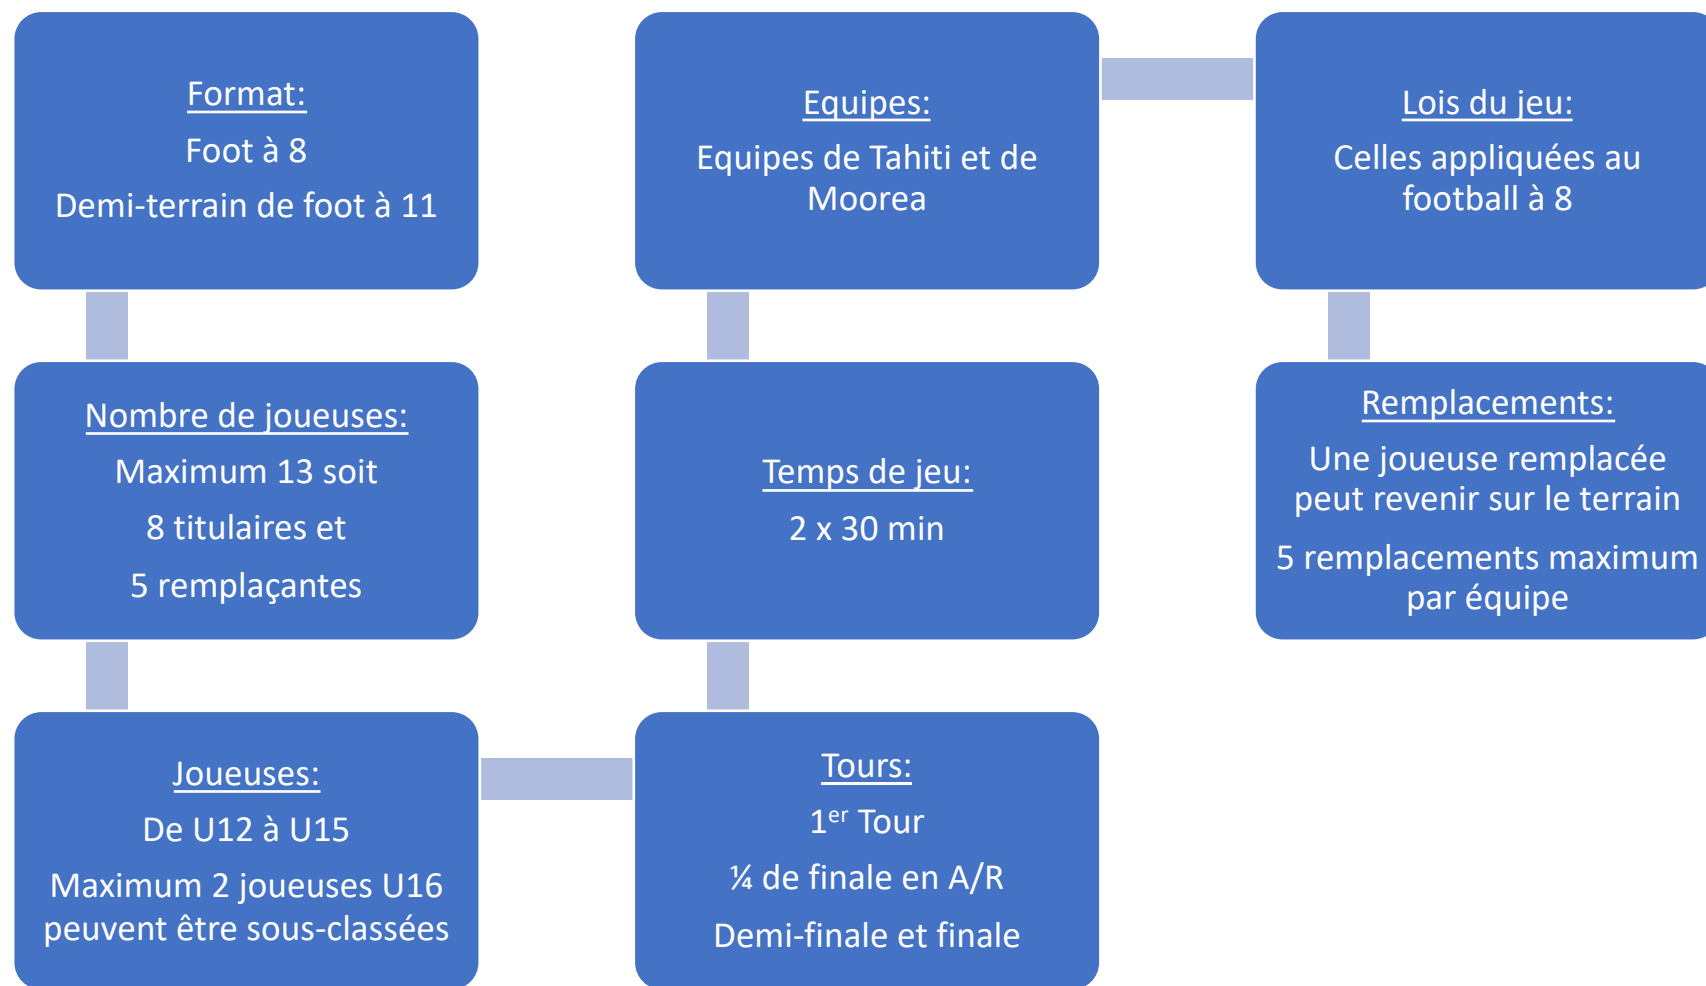 Format:
Foot à 8
Demi-terrain de foot à 11
Nombre de joueuses:
Maximum 13 soit
8 titulaires et
5 remplaçantes
Joueuses:
De U12 à U15
Maximum 2 joueuses U16
peuvent être sous-classées
Tours:
1er Tour
¼ de finale en A/R
Demi-finale et finale
Temps de jeu:
2 x 30 min
Equipes:
Equipes de Tahiti et de
Moorea
Lois du jeu:
Celles appliquées au
football à 8
Remplacements:
Une joueuse remplacée
peut revenir sur le terrain
5 remplacements maximum
par équipe